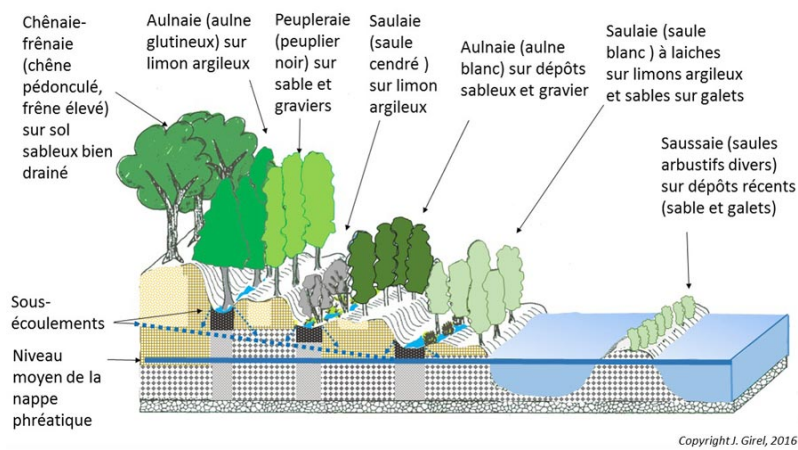 Chênaie-
frênaie
(chêne
pédonculé,
frêne élevé)
sur sol
sableux bien
drainé
Aulnaie (aulne
glutineux) sur
limon argileux
Peupleraie
(peuplier
noir) sur
sable et
graviers
Saulaie
(saule
cendré )
sur limon
argileux
Aulnaie (aulne
blanc) sur dépôts
sableux et gravier
Saulaie (saule
blanc ) à laiches
sur limons argileux
et sables sur galets
Saussaie (saules
arbustifs divers)
sur dépôts récents
(sable et galets)
Sous-
écoulements
Niveau
moyen de la
nappe
phréatique
Copyright J. Girel, 2016